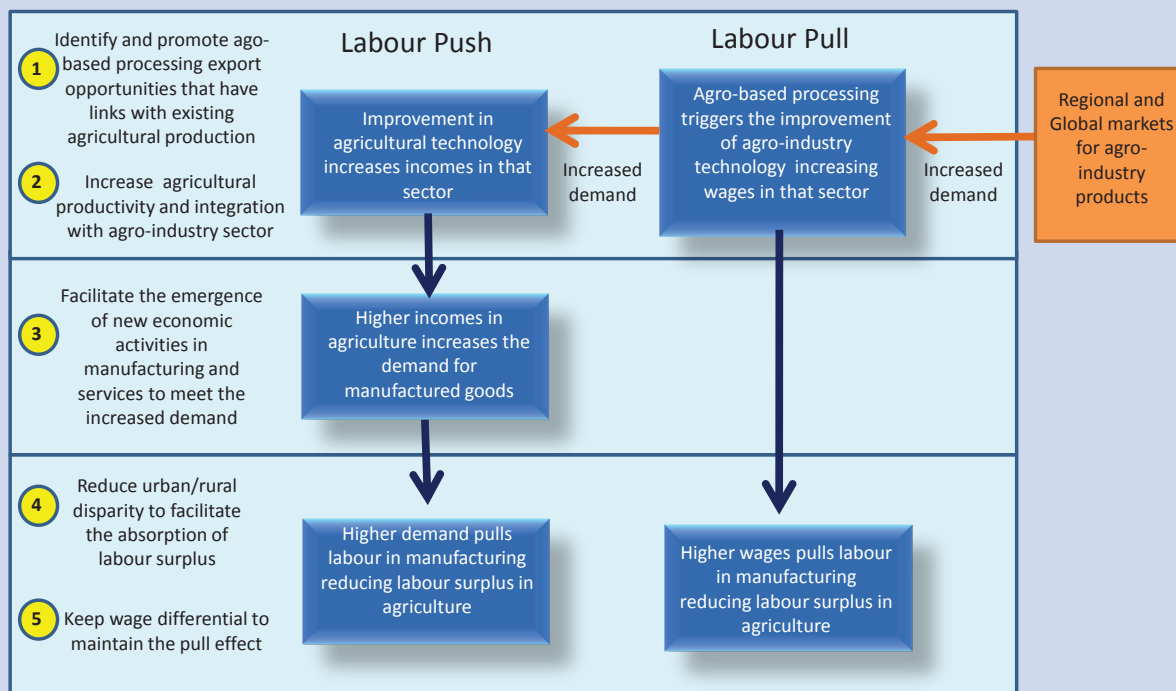 Labour Push
Labour Pull
1
Identify and promote ago-
based processing export
opportunities that have
links with existing
agricultural production
2
Increase agricultural
productivity and integration
with agro-industry sector
Improvement in
agricultural technology
increases incomes in that
sector
Increased
demand
Agro-based processing
triggers the improvement
of agro-industry
technology increasing
wages in that sector
Increased
demand
Regional and
Global markets
for agro-
industry
products
3
Facilitate the emergence
of new economic
activities in
manufacturing and
services to meet the
increased demand
Higher incomes in
agriculture increases the
demand for
manufactured goods
4
Reduce urban/rural
disparity to facilitate
the absorption of
labour surplus
5
Keep wage differential to
maintain the pull effect
Higher demand pulls
labour in manufacturing
reducing labour surplus in
agriculture
Higher wages pulls labour
in manufacturing
reducing labour surplus in
agriculture